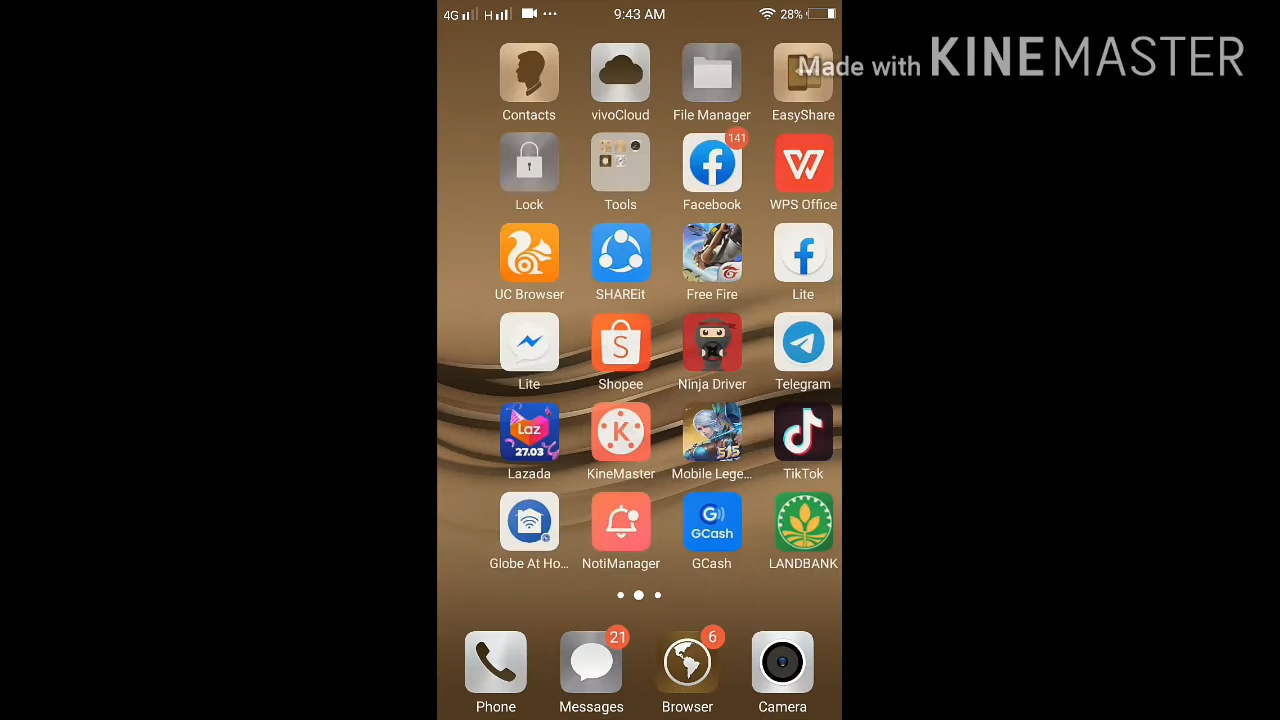 4G H 9:43 AM 28%
Made with KINEMASTER
Contacts vivoCloud File Manager EasyShare
141
Lock Tools Facebook WPS Office
UC Browser SHAREit Free Fire Lite
S
Lite Shopee Ninja Driver Telegram
Laz
27.03
K
515
Lazada KineMaster Mobile Lege... TikTok
G
GCash
Globe At Ho... NotiManager GCash LANDBANK
21 6
Phone Messages Browser Camera